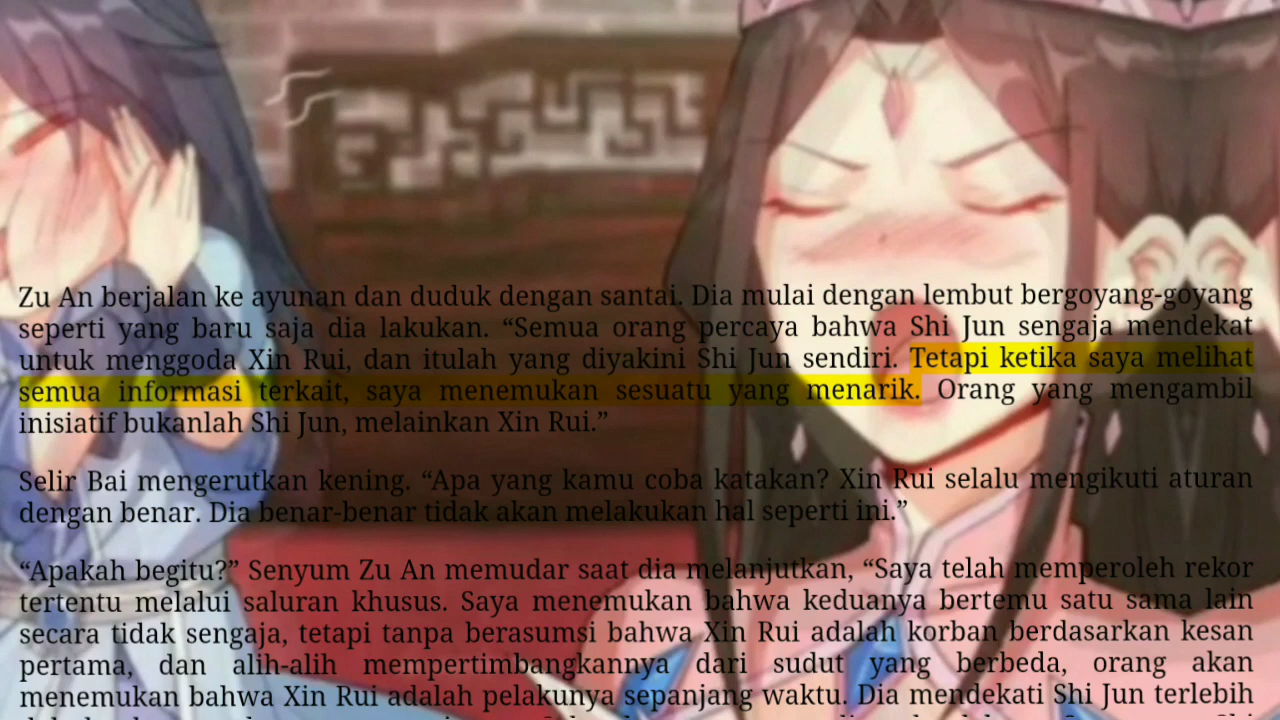 Zu An berjalan ke ayunan dan duduk dengan santai. Dia mulai dengan lembut bergoyang-goyang
seperti yang baru saja dia lakukan. “Semua orang percaya bahwa Shi Jun sengaja mendekat
untuk menggoda Xin Rui, dan itulah yang diyakini Shi Jun sendiri. Tetapi ketika saya melihat
semua informasi terkait, saya menemukan sesuatu yang menarik. Orang yang mengambil
inisiatif bukanlah Shi Jun, melainkan Xin Rui.”
Selir Bai mengerutkan kening. “Apa yang kamu coba katakan? Xin Rui selalu mengikuti aturan
dengan benar. Dia benar-benar tidak akan melakukan hal seperti ini.”
“Apakah begitu?” Senyum Zu An memudar saat dia melanjutkan, “Saya telah memperoleh rekor
tertentu melalui saluran khusus. Saya menemukan bahwa keduanya bertemu satu sama lain
secara tidak sengaja, tetapi tanpa berasumsi bahwa Xin Rui adalah korban berdasarkan kesan
pertama, dan alih-alih mempertimbangkannya dari sudut yang berbeda, orang akan
menemukan bahwa Xin Rui adalah pelakunya sepanjang waktu. Dia mendekati Shi Jun terlebih